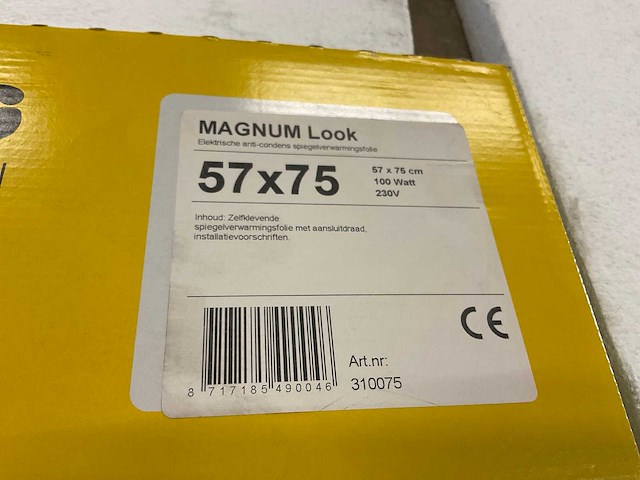 MAGNUM Look
Elektrische anti-condens spiegelverwarmingsfolie
57x75
57 x 75 cm
100 Watt
230V
Inhoud: Zelfklevende
spiegelverwarmingsfolie met aansluitdraad,
installatievoorschriften.
CE
Art.nr:
310075
8 717185 490046